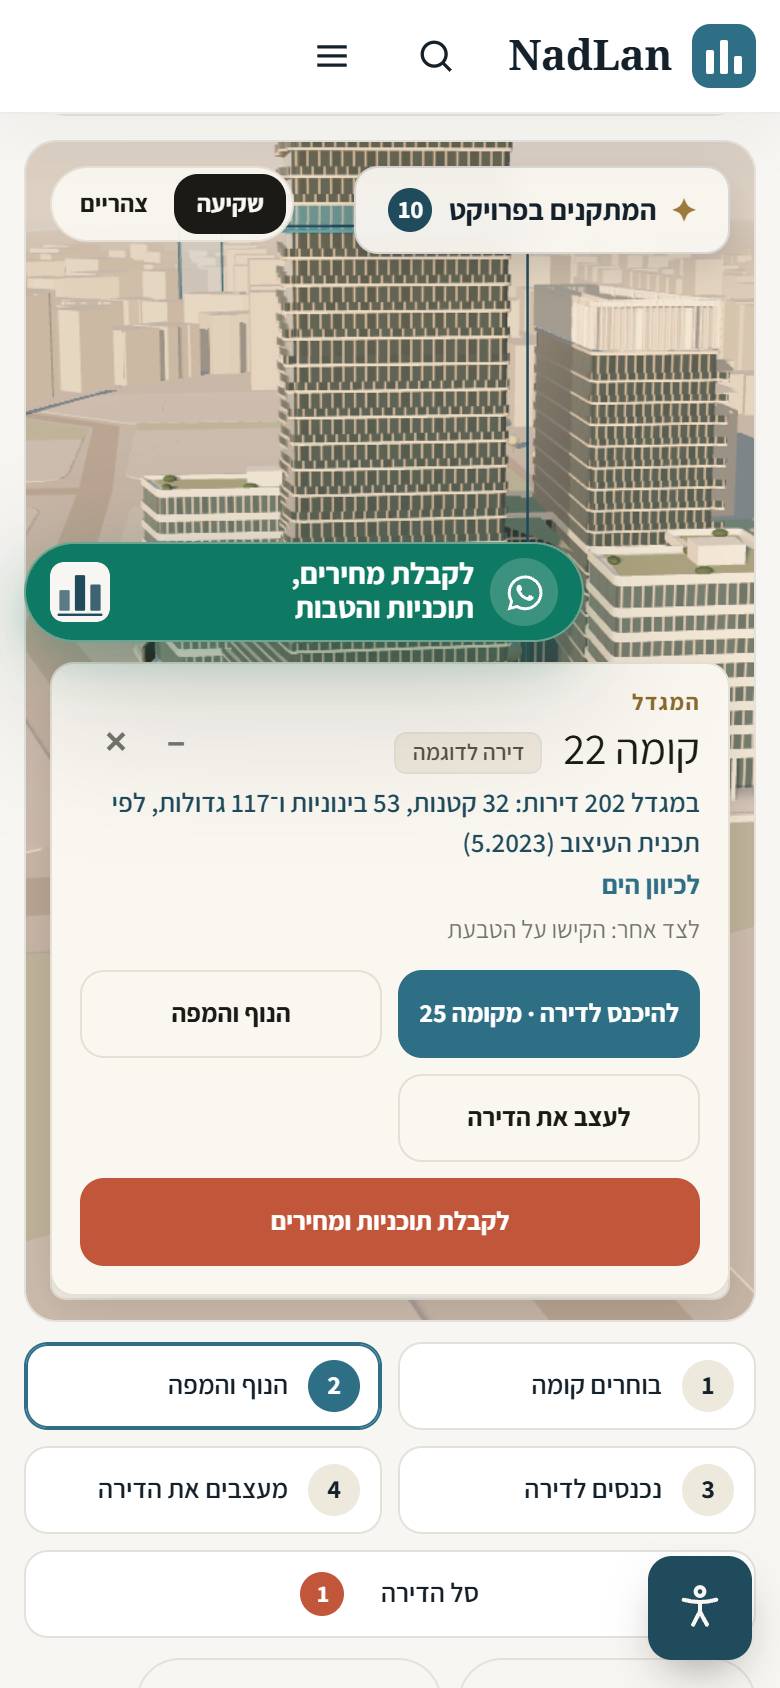 NadLan
המתקנים בפרויקט 10
שקיעה
צהריים
לקבלת מחירים,
תוכניות והטבות
המגדל
קומה 22
דירה לדוגמה
במגדל 202 דירות: 32 קטנות, 53 בינוניות ו־117 גדולות, לפי
תכנית העיצוב (5.2023)
לכיוון הים
לצד אחר: הקישו על הטבעת
להיכנס לדירה · מקומה 25
הנוף והמפה
לעצב את הדירה
לקבלת תוכניות ומחירים
1 בוחרים קומה
2 הנוף והמפה
3 נכנסים לדירה
4 מעצבים את הדירה
סל הדירה 1